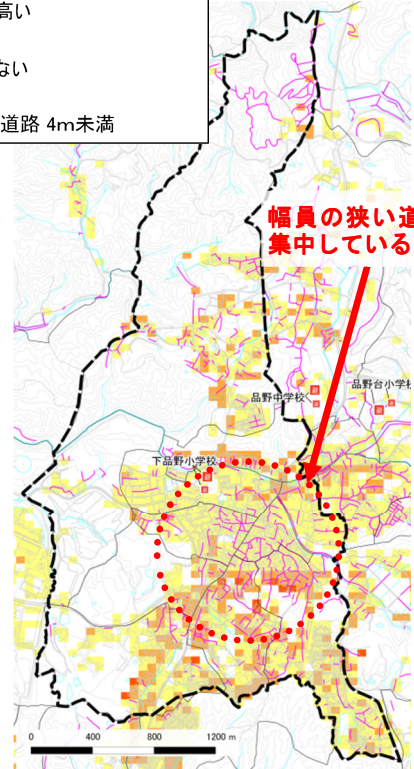 高い
ない
道路 4m未満
幅員の狭い道
集中している
品野中学校
品野台小学校
下品野小学校
0 400 800 1200 m